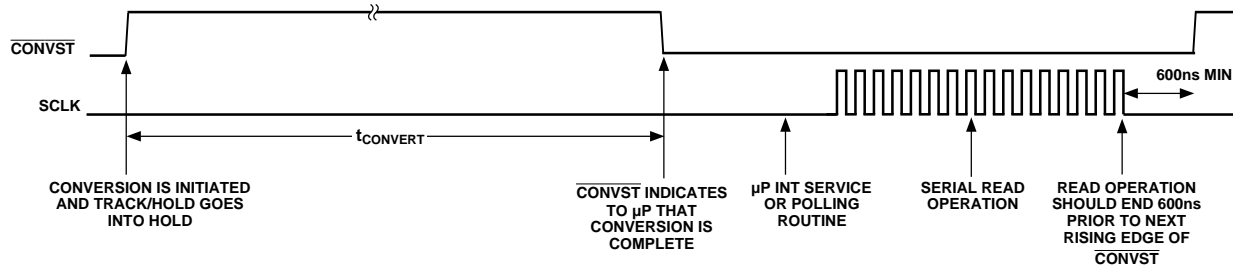 CONVST
SCLK
600ns MIN
tCONVERT
CONVERSION IS INITIATED
AND TRACK/HOLD GOES
INTO HOLD
CONVST INDICATES
TO µP THAT
CONVERSION IS
COMPLETE
µP INT SERVICE
OR POLLING
ROUTINE
SERIAL READ
OPERATION
READ OPERATION
SHOULD END 600ns
PRIOR TO NEXT
RISING EDGE OF
CONVST